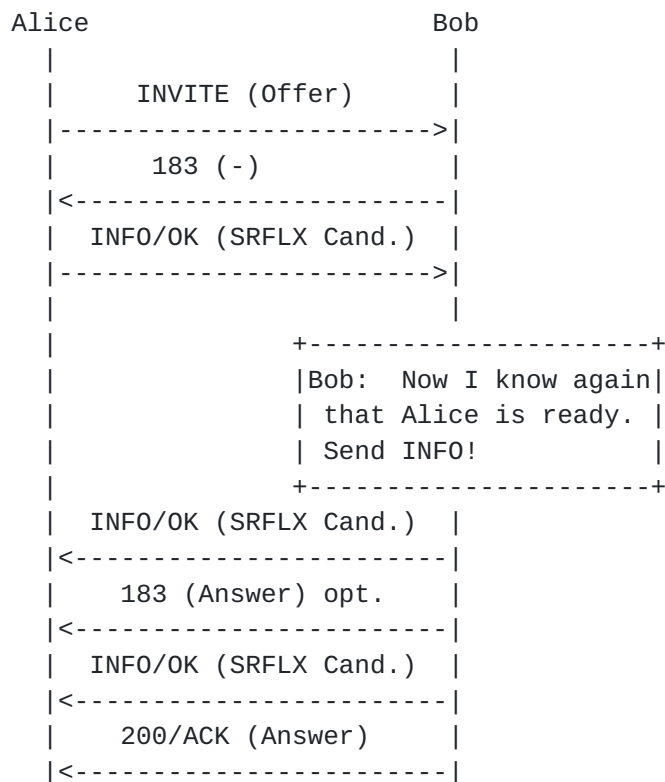 Alice Bob
INVITE (Offer)
183 (-)
INFO/OK (SRFLX Cand.)
Bob: Now I know again
that Alice is ready.
Send INFO!
INFO/OK (SRFLX Cand.)
183 (Answer) opt.
INFO/OK (SRFLX Cand.)
200/ACK (Answer)